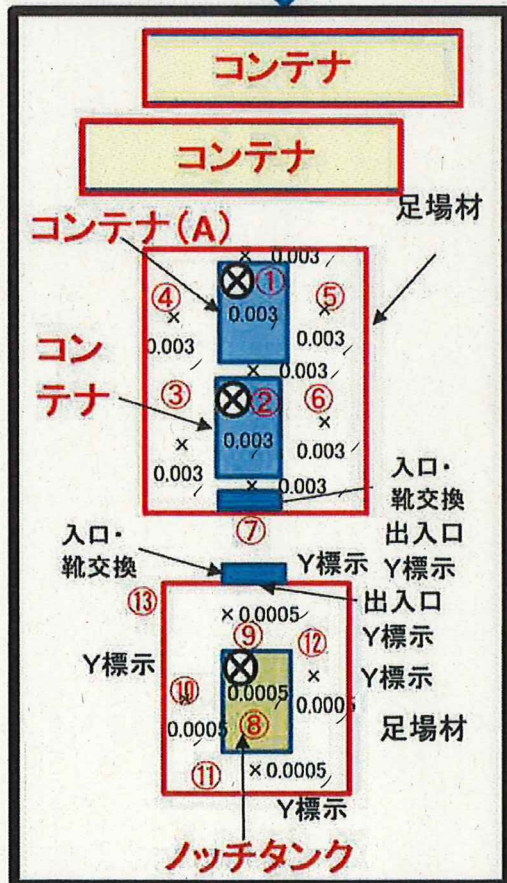 コンテナ
コンテナ
足場材
コンテナ(A)
0.003
①
④
⑤
0.003
0.003
0.003
コン
テナ
0.003
③
②
⑥
0.003
0.003
0.003
0.003
入口・
靴交換
⑦
出入口
入口・
靴交換
Y標示
Y標示
⑬
出入口
0.0005
Y標示
⑨
⑫
Y標示
Y標示
⑩
0.0005
0.0005
0.0005
⑧
足場材
⑪
0.0005
Y標示
ノッチタンク